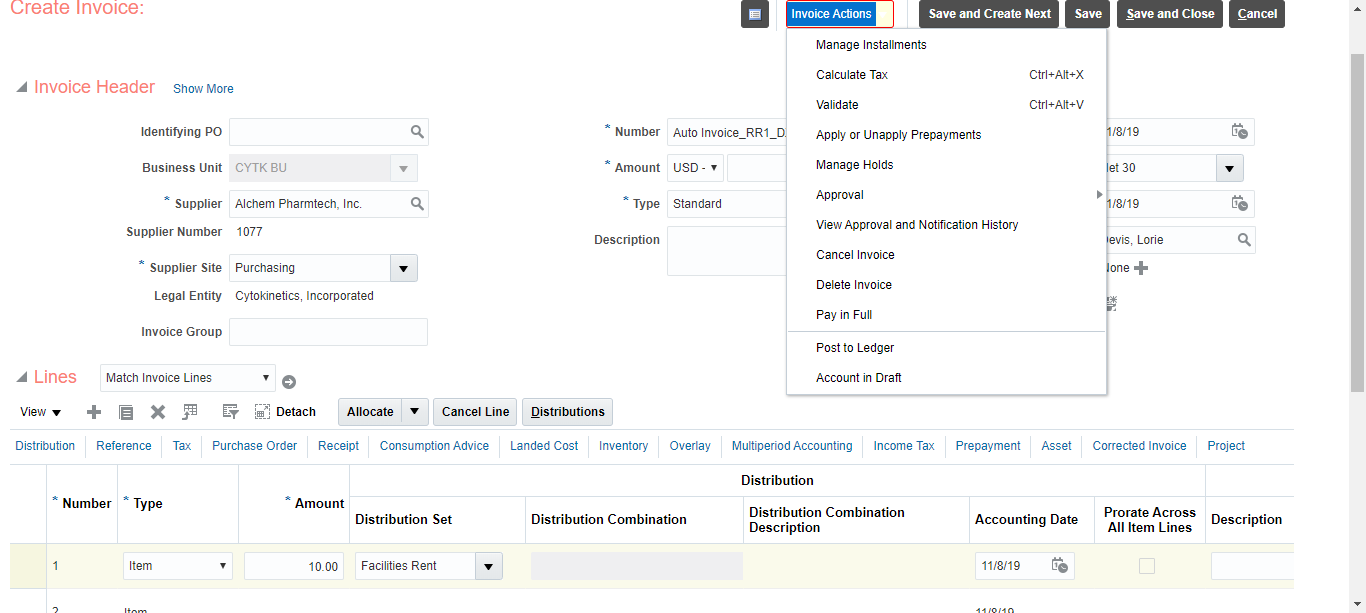 Create Invoice:
Invoice Actions
Save and Create Next
Save
Save and Close
Cancel
Manage Installments
Calculate Tax Ctrl+Alt+X
Validate Ctrl+Alt+V
Apply or Unapply Prepayments
Manage Holds
Approval
View Approval and Notification History
Cancel Invoice
Delete Invoice
Pay in Full
Post to Ledger
Account in Draft
Invoice Header Show More
Identifying PO
Business Unit CYTK BU
* Supplier Alchem Pharmtech, Inc.
Supplier Number 1077
* Supplier Site Purchasing
Legal Entity Cytokinetics, Incorporated
Invoice Group
* Number Auto Invoice_RR1_D
* Amount USD -
* Type Standard
Description
1/8/19
et 30
1/8/19
evis, Lorie
None
Lines Match Invoice Lines
View Detach Allocate Cancel Line Distributions
Distribution Reference Tax Purchase Order Receipt Consumption Advice Landed Cost Inventory Overlay Multiperiod Accounting Income Tax Prepayment Asset Corrected Invoice Project
Distribution
* Number * Type * Amount Distribution Set Distribution Combination Distribution Combination Description Accounting Date Prorate Across All Item Lines Description
1 Item 10.00 Facilities Rent 11/8/19
2 Item 11/8/19